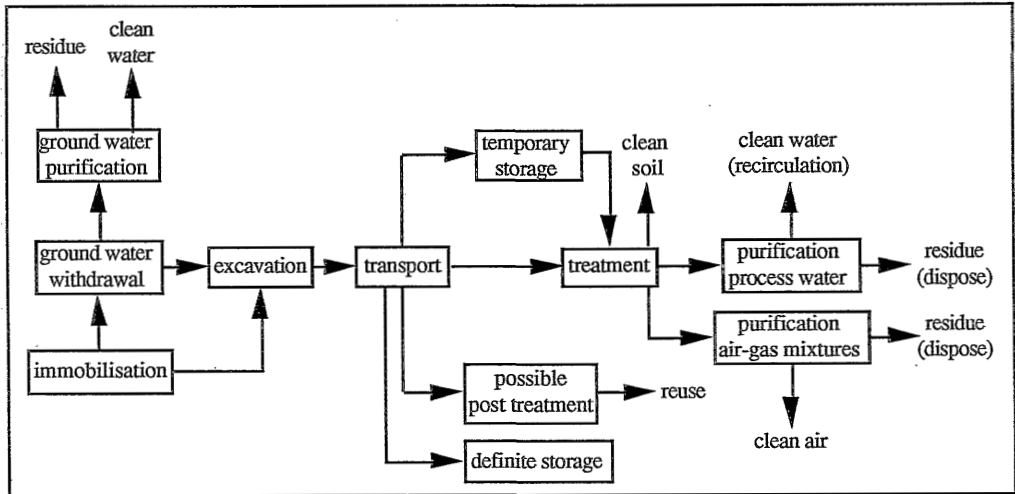 residue
clean
water
ground water
purification
ground water
withdrawal
immobilisation
excavation
transport
temporary
storage
treatment
clean
soil
clean water
(recirculation)
purification
process water
residue
(dispose)
purification
air-gas mixtures
residue
(dispose)
clean air
possible
post treatment
reuse
definite storage